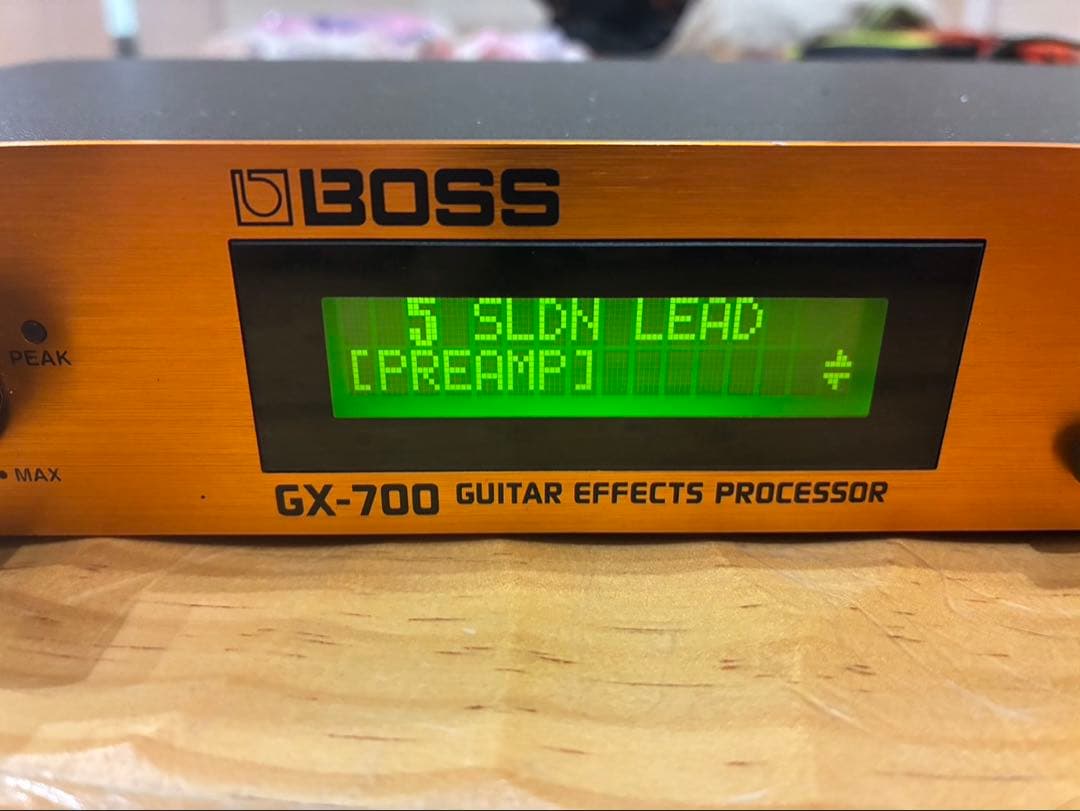 BOSS
5 SLDN LEAD
[PREAMP]
PEAK
MAX
GX-700 GUITAR EFFECTS PROCESSOR